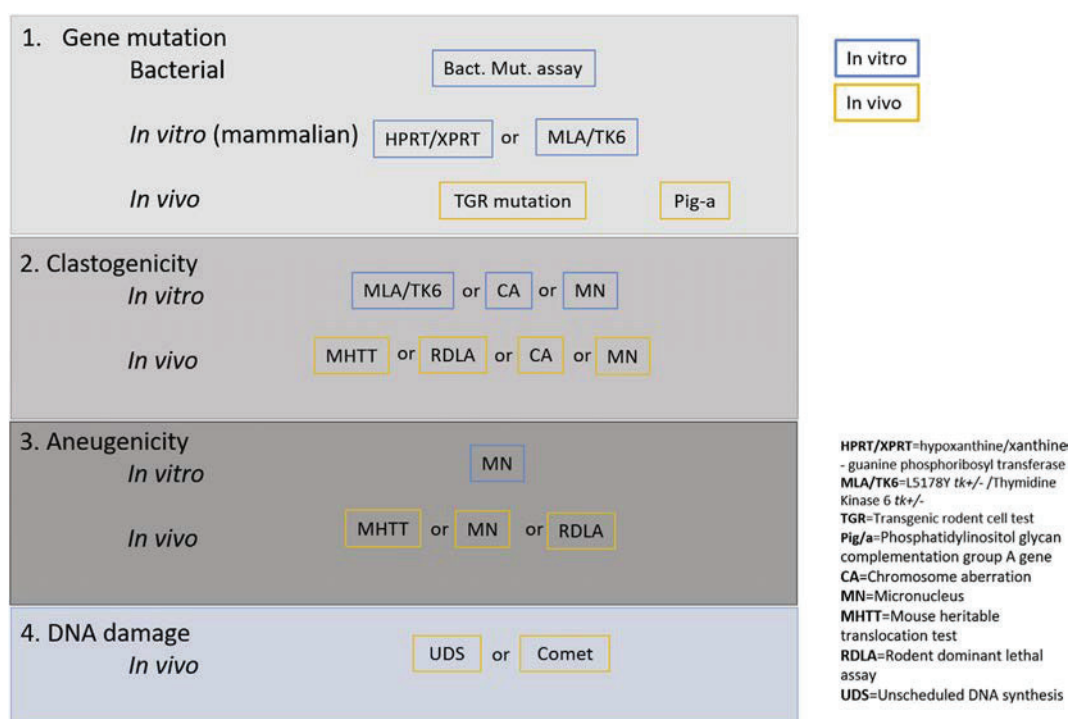 1. Gene mutation
Bacterial
Bact. Mut. assay
In vitro (mammalian)
HPRT/XPRT or MLA/TK6
In vivo
TGR mutation
Pig-a
2. Clastogenicity
In vitro
MLA/TK6 or CA or MN
In vivo
MHTT or RDLA or CA or MN
3. Aneugenicity
In vitro
MN
In vivo
MHTT or MN or RDLA
4. DNA damage
In vivo
UDS or Comet
In vitro
In vivo
HPRT/XPRT=hypoxanthine/xanthine
- guanine phosphoribosyl transferase
MLA/TK6=L5178Y tk+/- /Thymidine
Kinase 6 tk+/-
TGR=Transgenic rodent cell test
Pig/a=Phosphatidylinositol glycan
complementation group A gene
CA=Chromosome aberration
MN=Micronucleus
MHTT=Mouse heritable
translocation test
RDLA=Rodent dominant lethal
assay
UDS=Unscheduled DNA synthesis